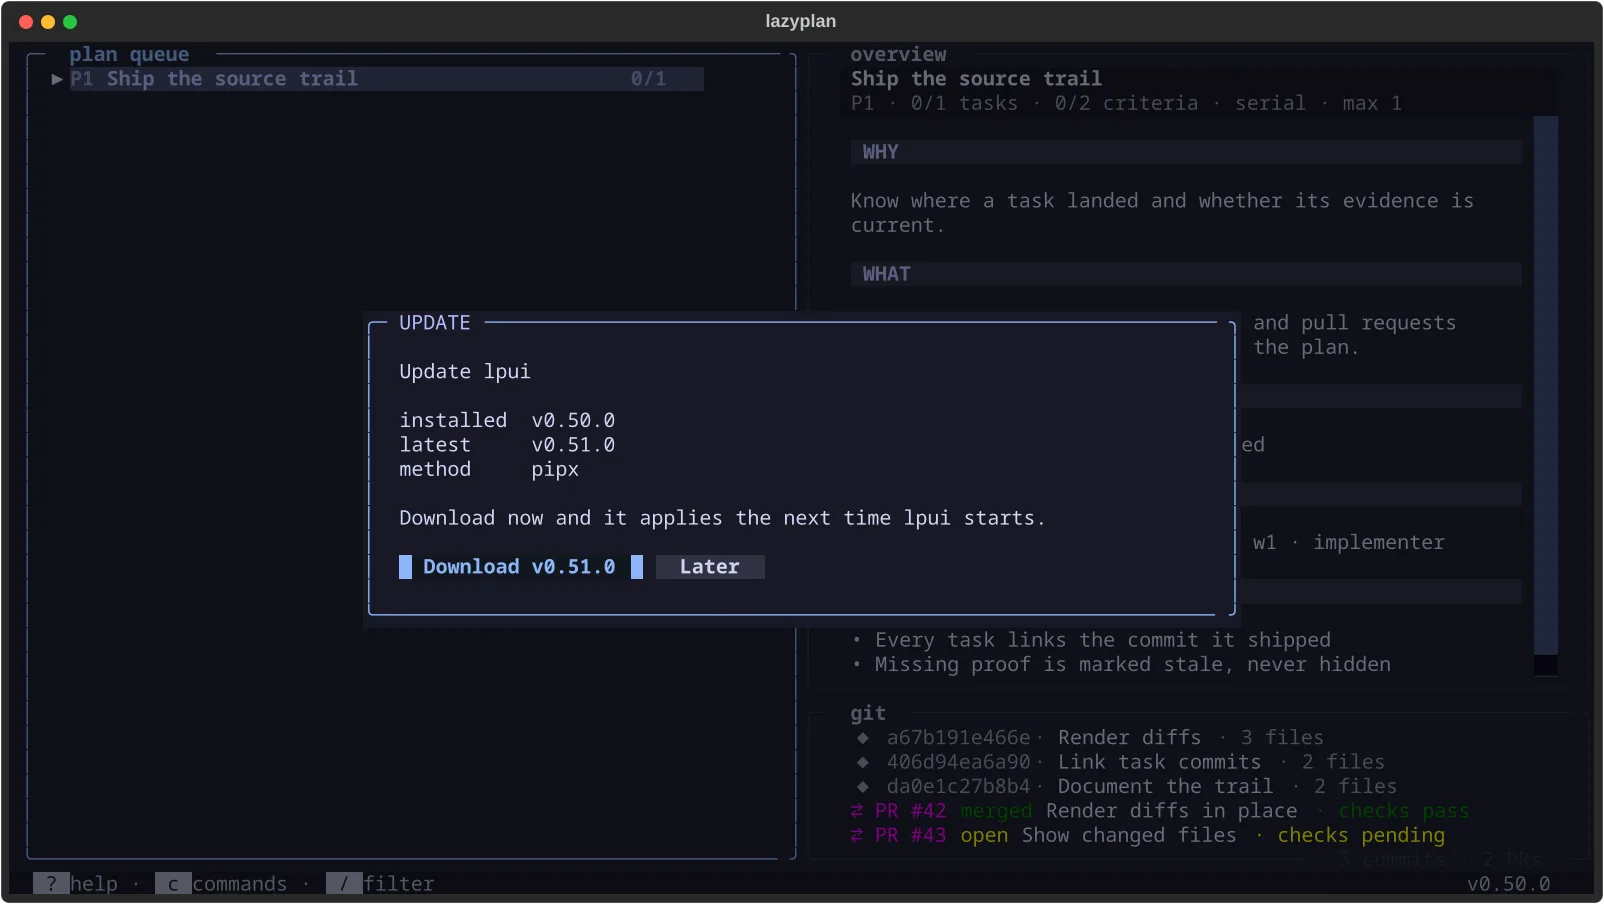 lazyplan
plan queue
▶ P1 Ship the source trail 0/1
overview
Ship the source trail
P1 · 0/1 tasks · 0/2 criteria · serial · max 1
WHY
Know where a task landed and whether its evidence is
current.
WHAT
and pull requests
the plan.
ed
w1 · implementer
• Every task links the commit it shipped
• Missing proof is marked stale, never hidden
UPDATE
Update lpui
installed v0.50.0
latest v0.51.0
method pipx
Download now and it applies the next time lpui starts.
Download v0.51.0 Later
git
◆ a67b191e466e · Render diffs · 3 files
◆ 406d94ea6a90 · Link task commits · 2 files
◆ da0e1c27b8b4 · Document the trail · 2 files
⇄ PR #42 merged Render diffs in place · checks pass
⇄ PR #43 open Show changed files · checks pending
3 commits · 2 PRs
? help · c commands · / filter
v0.50.0